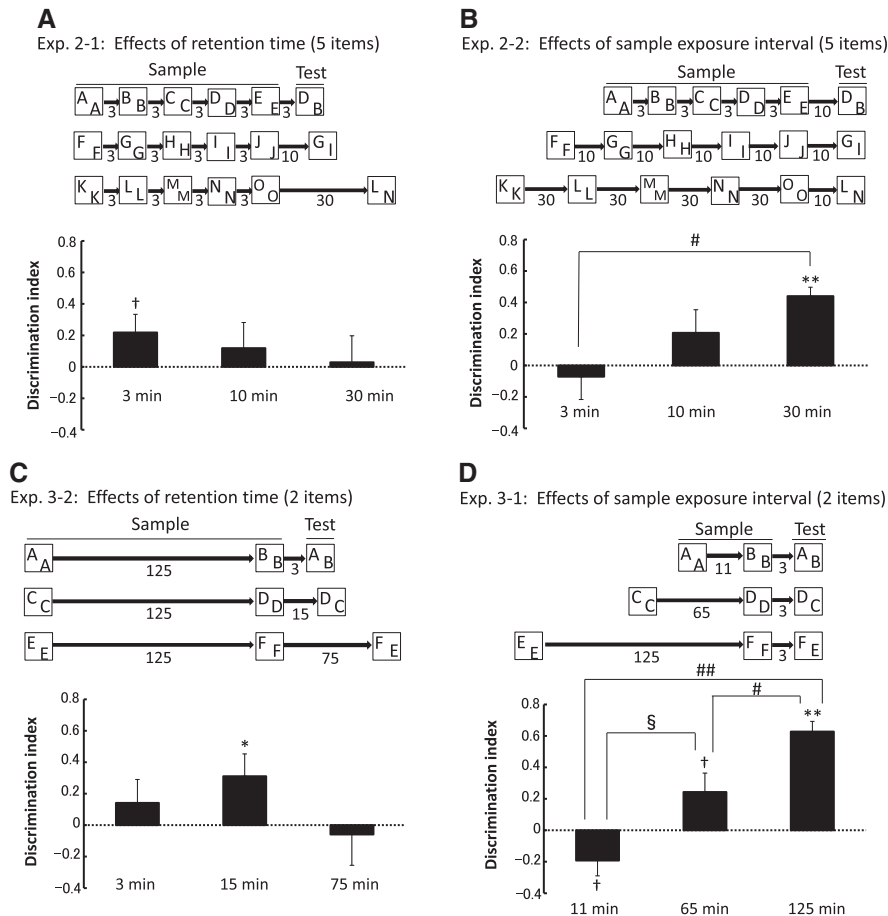 A
Exp. 2-1: Effects of retention time (5 items)
Sample Test
A A 3 B B 3 C C 3 D D 3 E E 3 D B
F F 3 G G 3 H H 3 I I 3 J J 10 G I
K K 3 L L 3 M M 3 N N 3 O O 30 L N
Discrimination index
0.8
0.6
0.4
0.2
0
−0.2
−0.4
†
3 min 10 min 30 min
B
Exp. 2-2: Effects of sample exposure interval (5 items)
Sample Test
A A 3 B B 3 C C 3 D D 3 E E 10 D B
F F 10 G G 10 H H 10 I I 10 J J 10 G I
K K 30 L L 30 M M 30 N N 30 O O 10 L N
Discrimination index
0.8
0.6
0.4
0.2
0
−0.2
−0.4
#
**
3 min 10 min 30 min
C
Exp. 3-2: Effects of retention time (2 items)
Sample Test
A A 125 B B 3 A B
C C 125 D D 15 D C
E E 125 F F 75 F E
Discrimination index
0.8
0.6
0.4
0.2
0
−0.2
−0.4
*
3 min 15 min 75 min
D
Exp. 3-1: Effects of sample exposure interval (2 items)
Sample Test
A A 11 B B 3 A B
C C 65 D D 3 D C
E E 125 F F 3 F E
Discrimination index
0.8
0.6
0.4
0.2
0
−0.2
−0.4
##
#
§
**
†
†
11 min 65 min 125 min